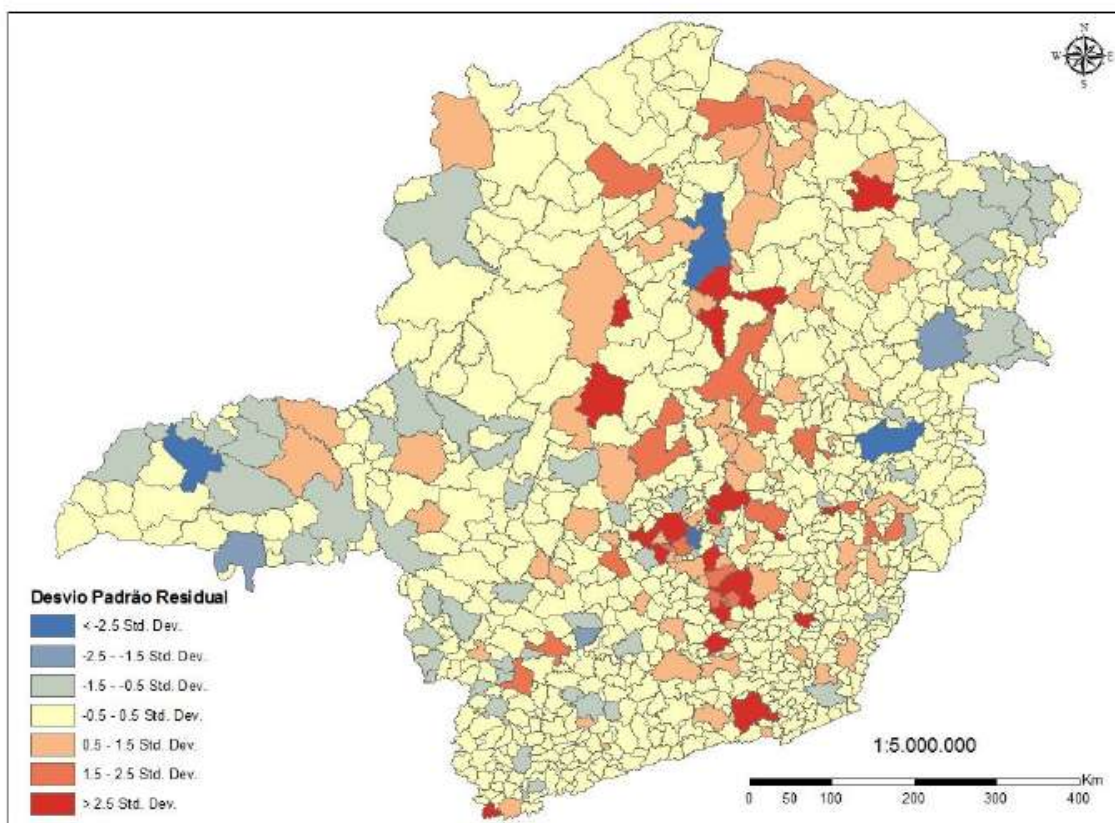 N
W E
S
Desvio Padrão Residual
< -2.5 Std. Dev.
-2.5 - -1.5 Std. Dev.
-1.5 - -0.5 Std. Dev.
-0.5 - 0.5 Std. Dev.
0.5 - 1.5 Std. Dev.
1.5 - 2.5 Std. Dev.
> 2.5 Std. Dev.
1:5.000.000
Km
0 50 100 200 300 400